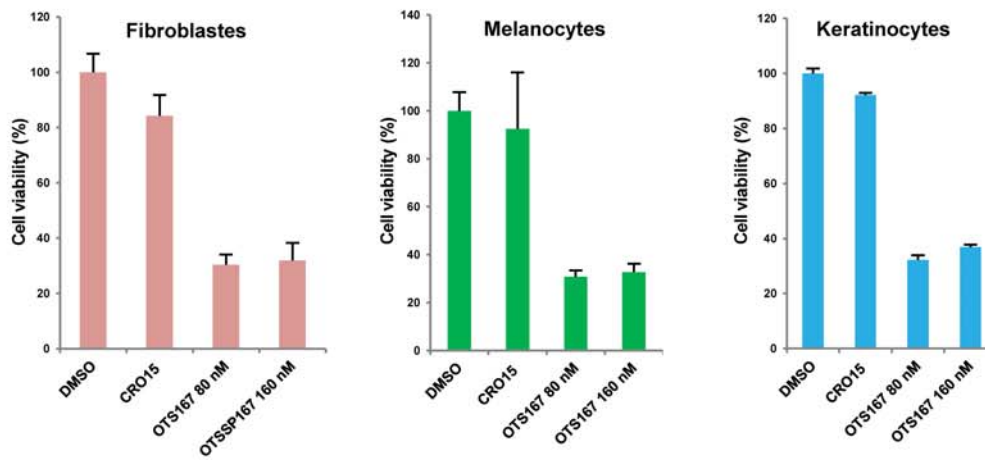 Fibroblastes
Cell viability (%)
120
100
80
60
40
20
0
DMSO
CRO15
OTS167 80 nM
OTSSP167 160 nM
Melanocytes
Cell viability (%)
140
120
100
80
60
40
20
0
DMSO
CRO15
OTS167 80 nM
OTS167 160 nM
Keratinocytes
Cell viability (%)
120
100
80
60
40
20
0
DMSO
CRO15
OTS167 80 nM
OTS167 160 nM